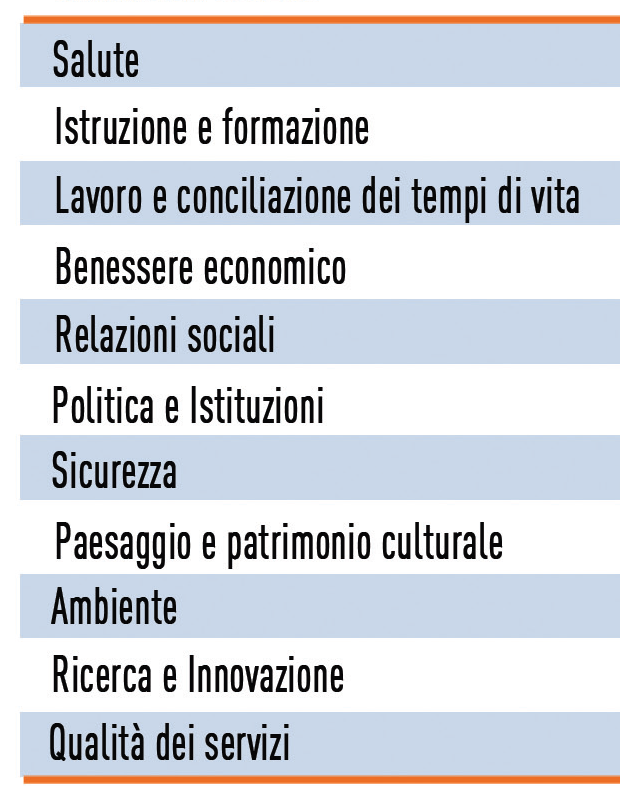 Salute
Istruzione e formazione
Lavoro e conciliazione dei tempi di vita
Benessere economico
Relazioni sociali
Politica e Istituzioni
Sicurezza
Paesaggio e patrimonio culturale
Ambiente
Ricerca e Innovazione
Qualità dei servizi